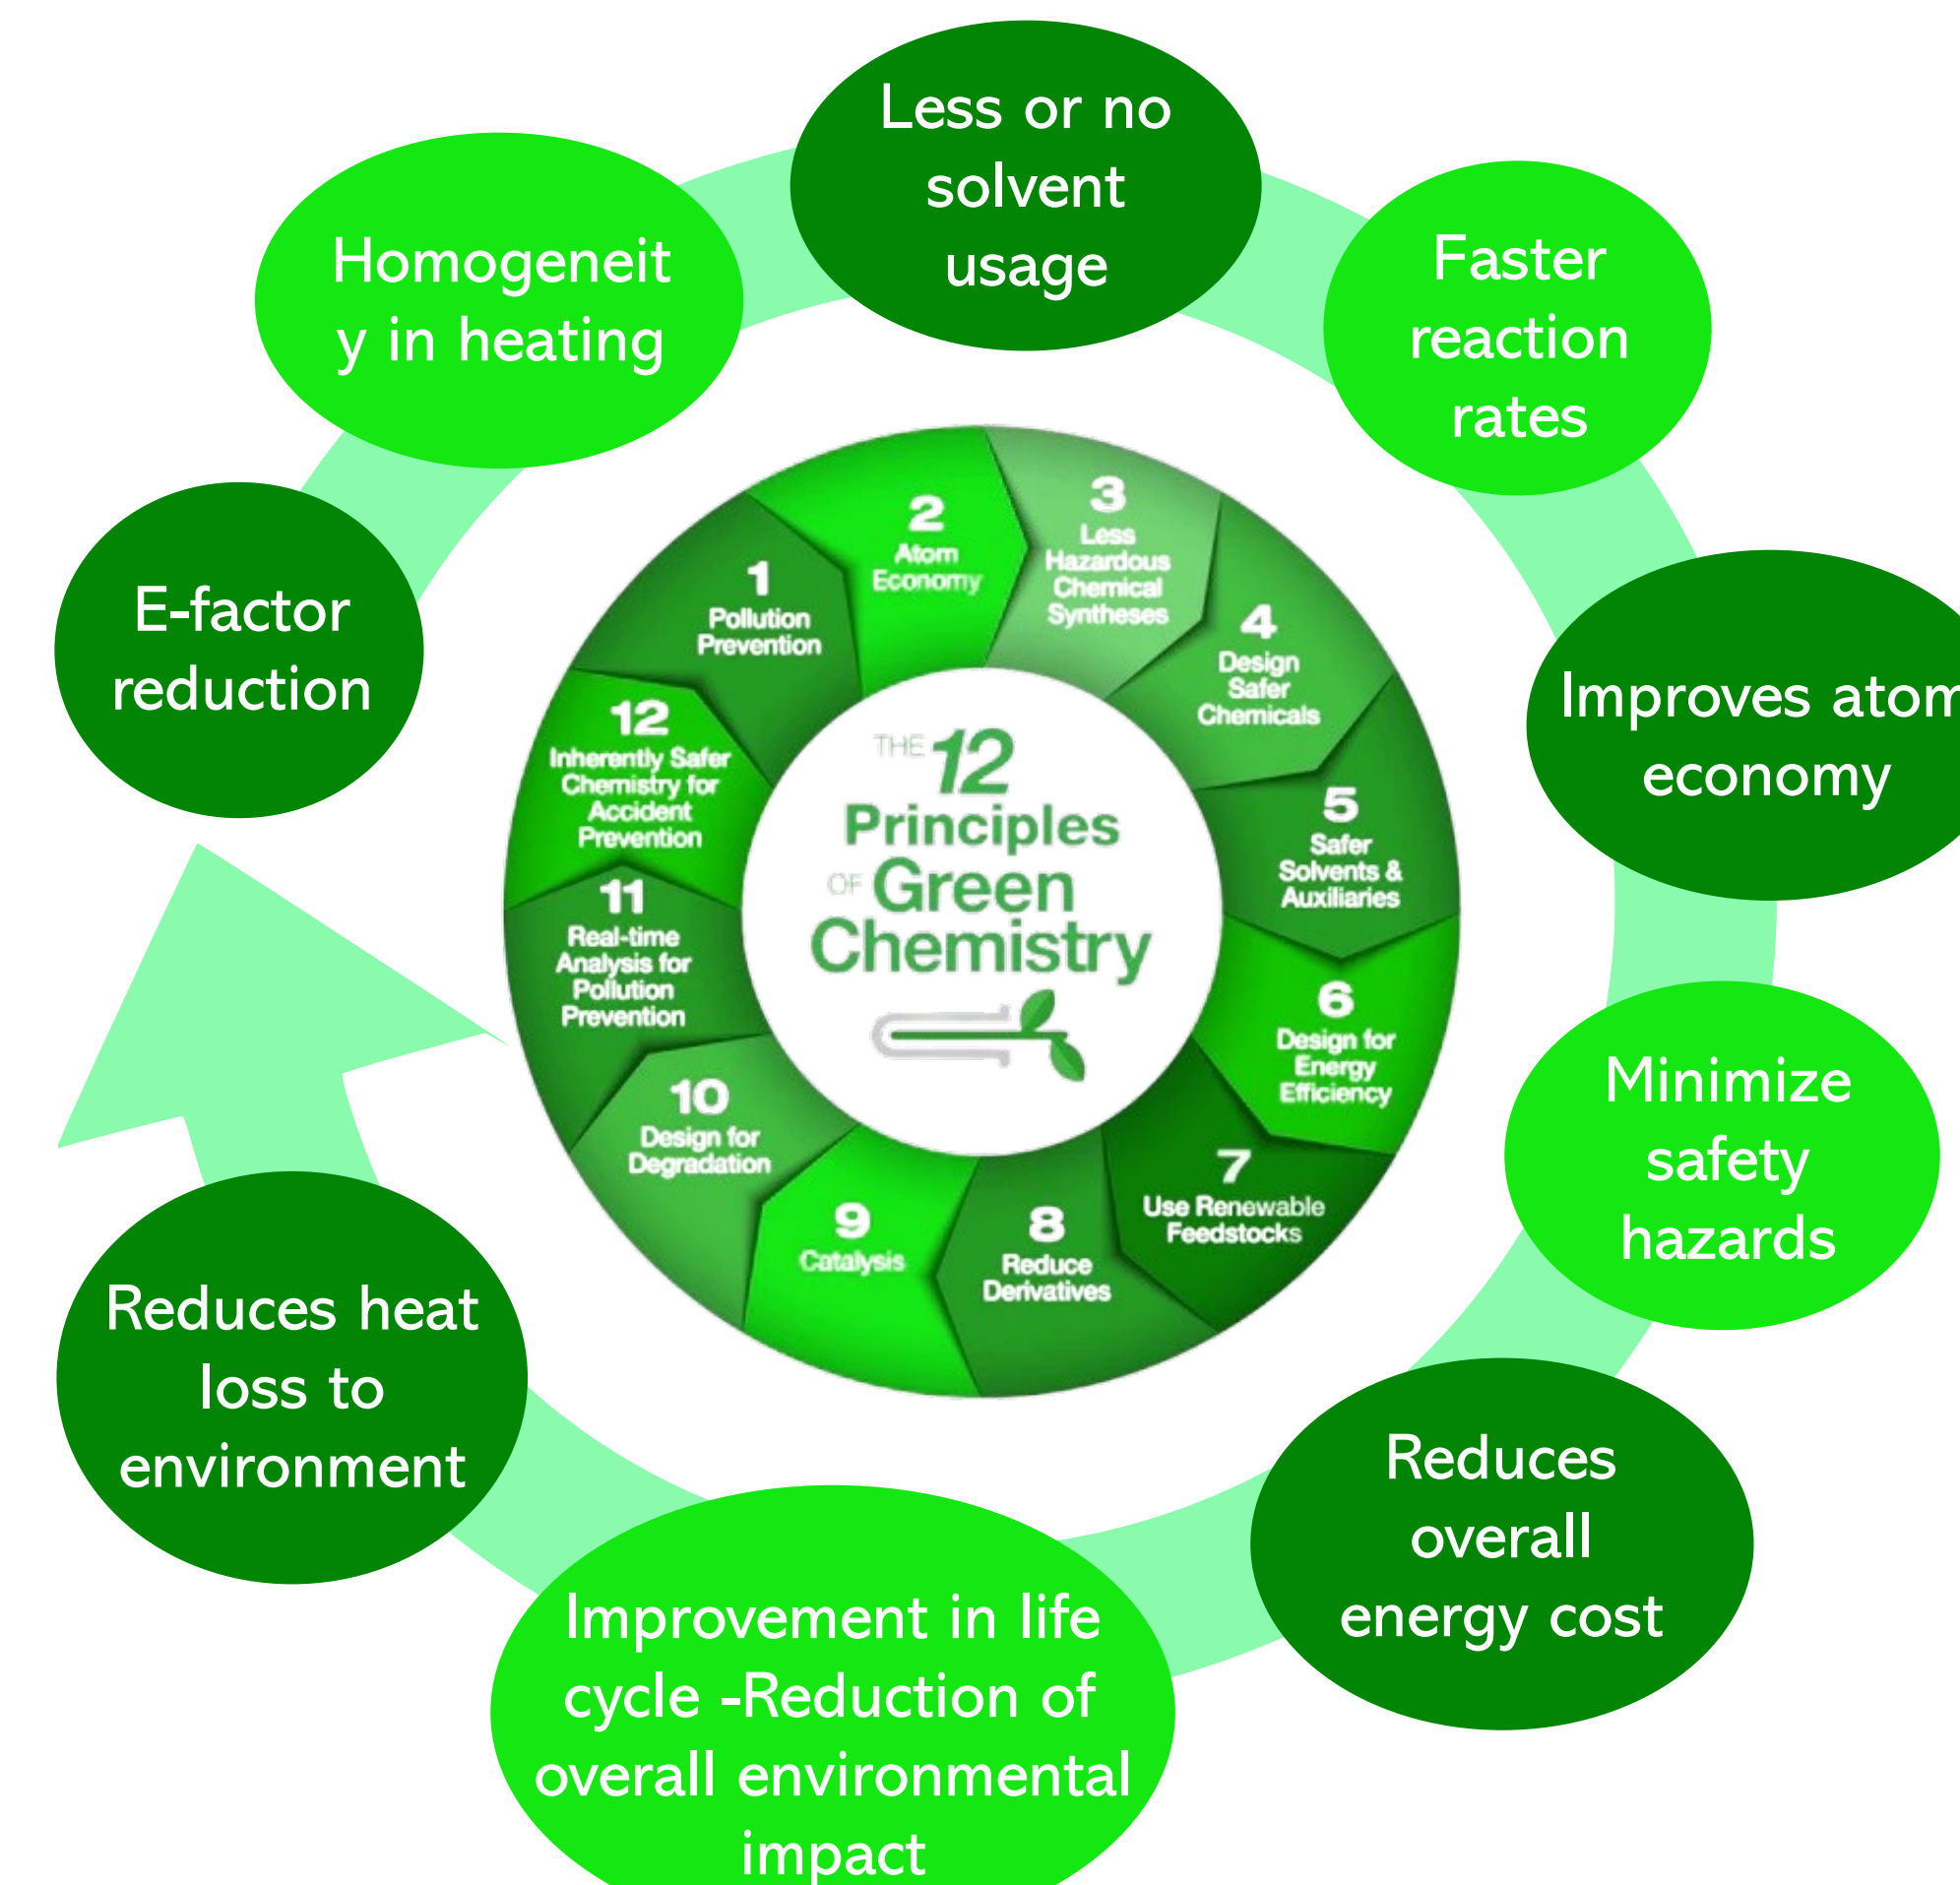 Less or no
solvent
usage
Faster
reaction
rates
Improves atom
economy
Minimize
safety
hazards
Reduces
overall
energy cost
Improvement in life
cycle -Reduction of
overall environmental
impact
Reduces heat
loss to
environment
E-factor
reduction
Homogeneit
y in heating
1
Pollution
Prevention
2
Atom
Economy
3
Less
Hazardous
Chemical
Syntheses
4
Design
Safer
Chemicals
5
Safer
Solvents &
Auxiliaries
6
Design for
Energy
Efficiency
7
Use Renewable
Feedstocks
8
Reduce
Derivatives
9
Catalysis
10
Design for
Degradation
11
Real-time
Analysis for
Pollution
Prevention
12
Inherently Safer
Chemistry for
Accident
Prevention
THE 12
Principles
OF Green
Chemistry